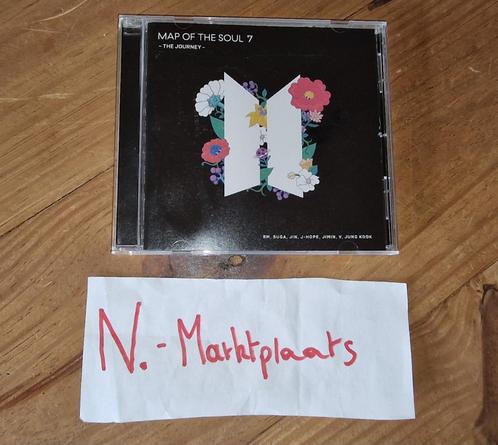 MAP OF THE SOUL 7
~ THE JOURNEY ~
RM, SUGA, JIN, J-HOPE, JIMIN, V, JUNG KOOK
N. - Marktplaats